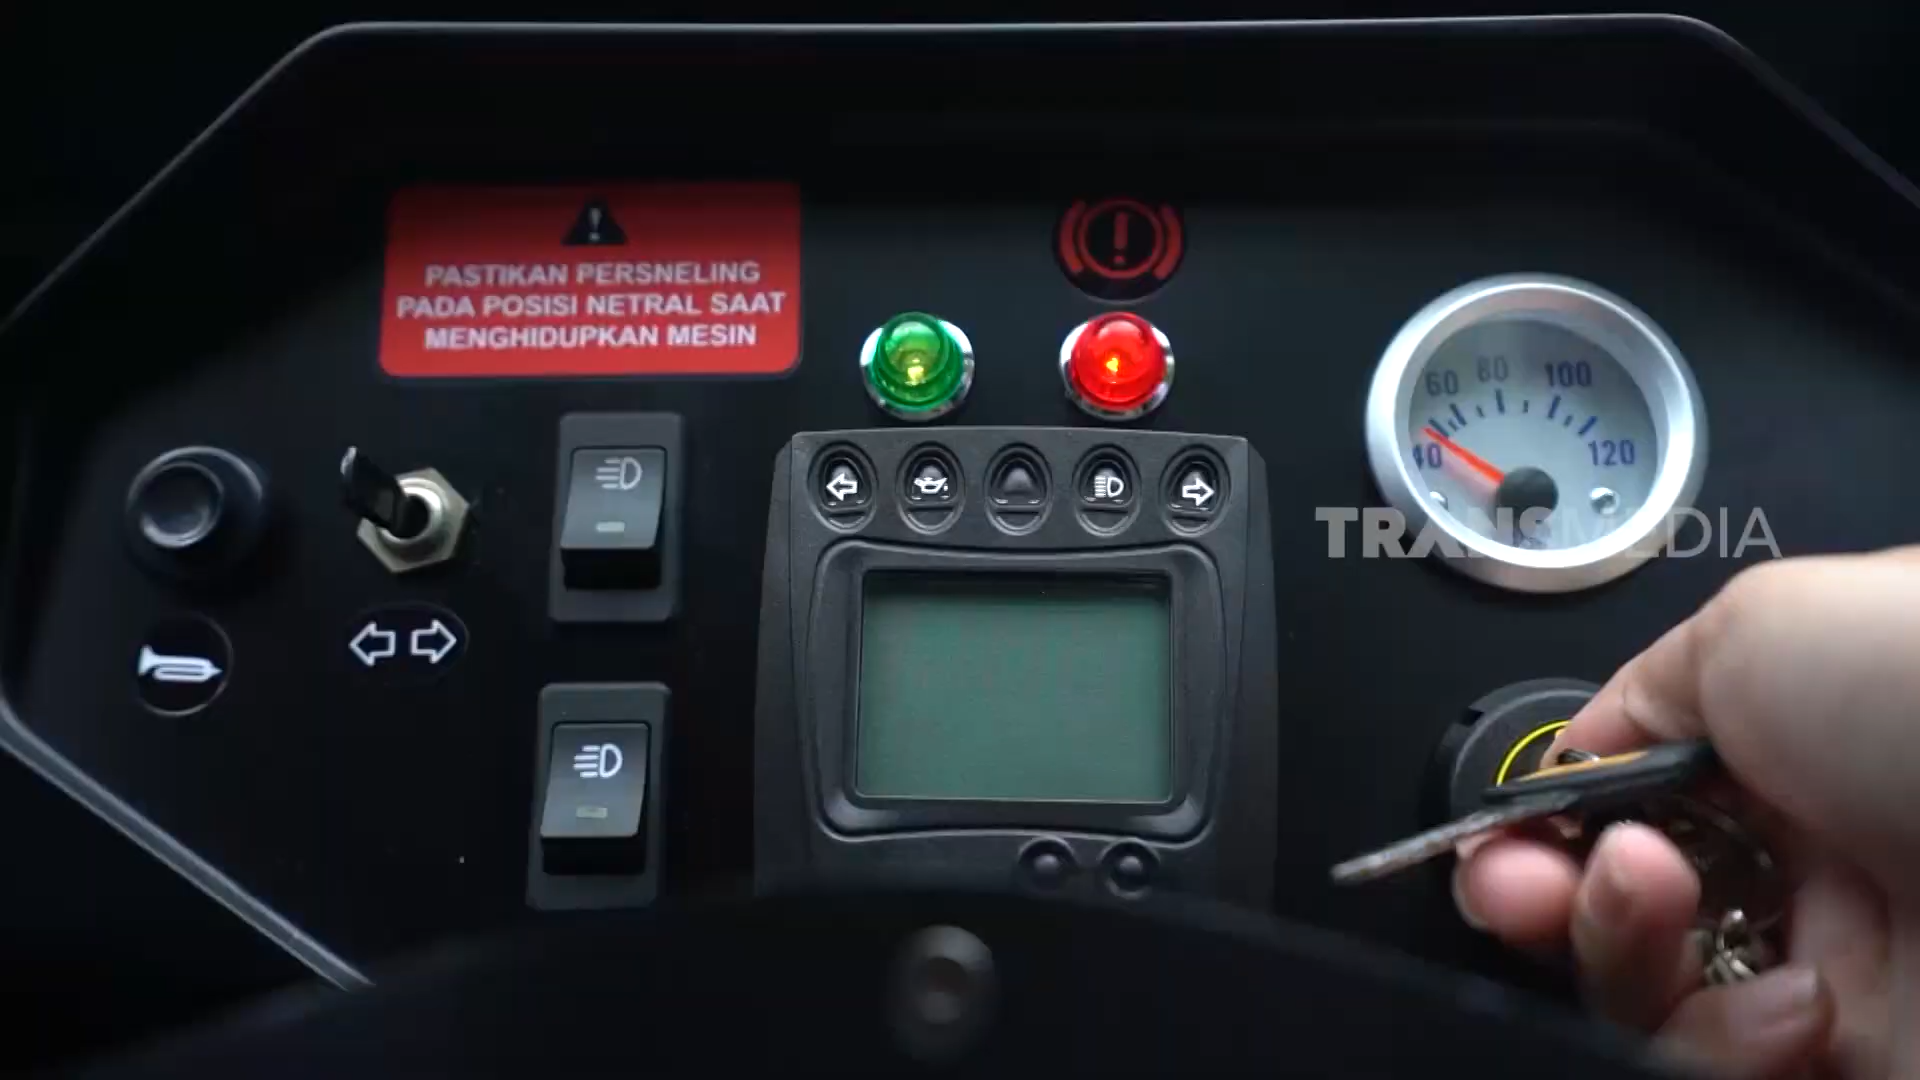 PASTIKAN PERSNELING
PADA POSISI NETRAL SAAT
MENGHIDUPKAN MESIN
40 60 80 100 120
TRANSMEDIA